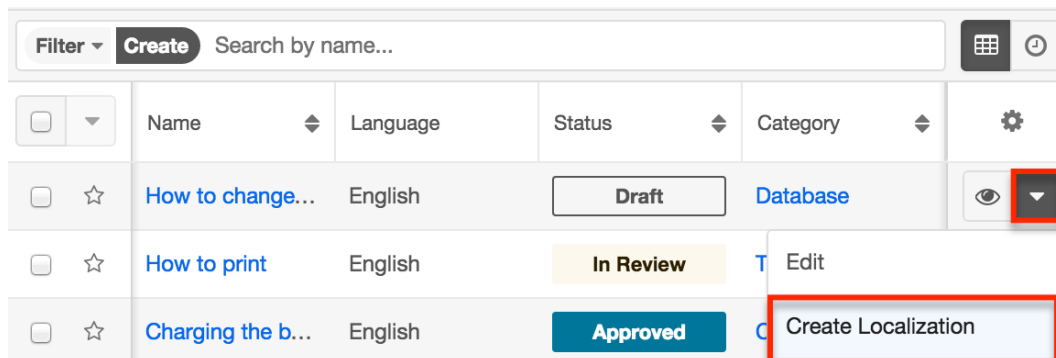 Filter Create Search by name...
Name Language Status Category
How to change... English Draft Database
How to print English In Review T
Edit
Charging the b... English Approved C
Create Localization